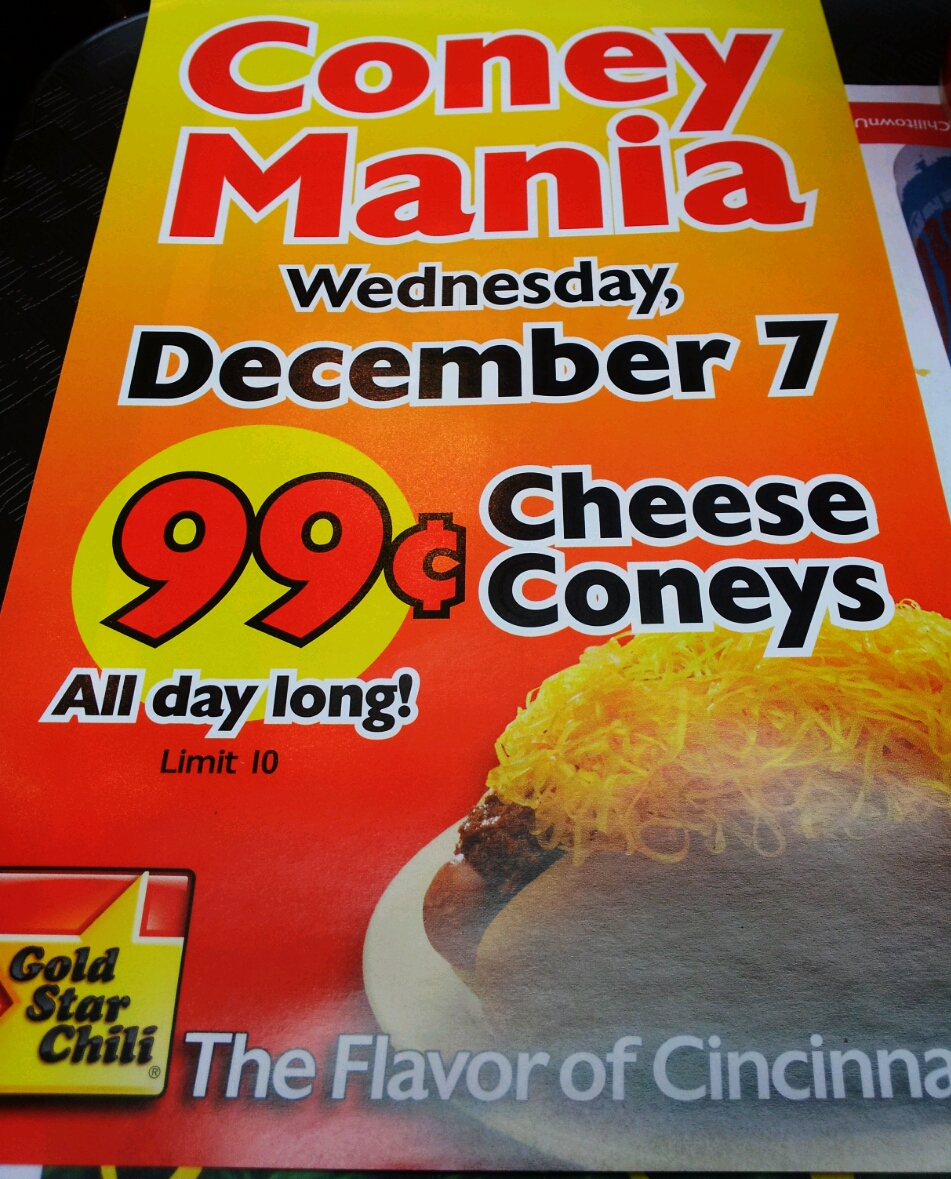 Coney
Mania
Wednesday,
December 7
99¢
Cheese
Coneys
All day long!
Limit 10
Gold
Star
Chili®
The Flavor of Cincinna
ChilitownU